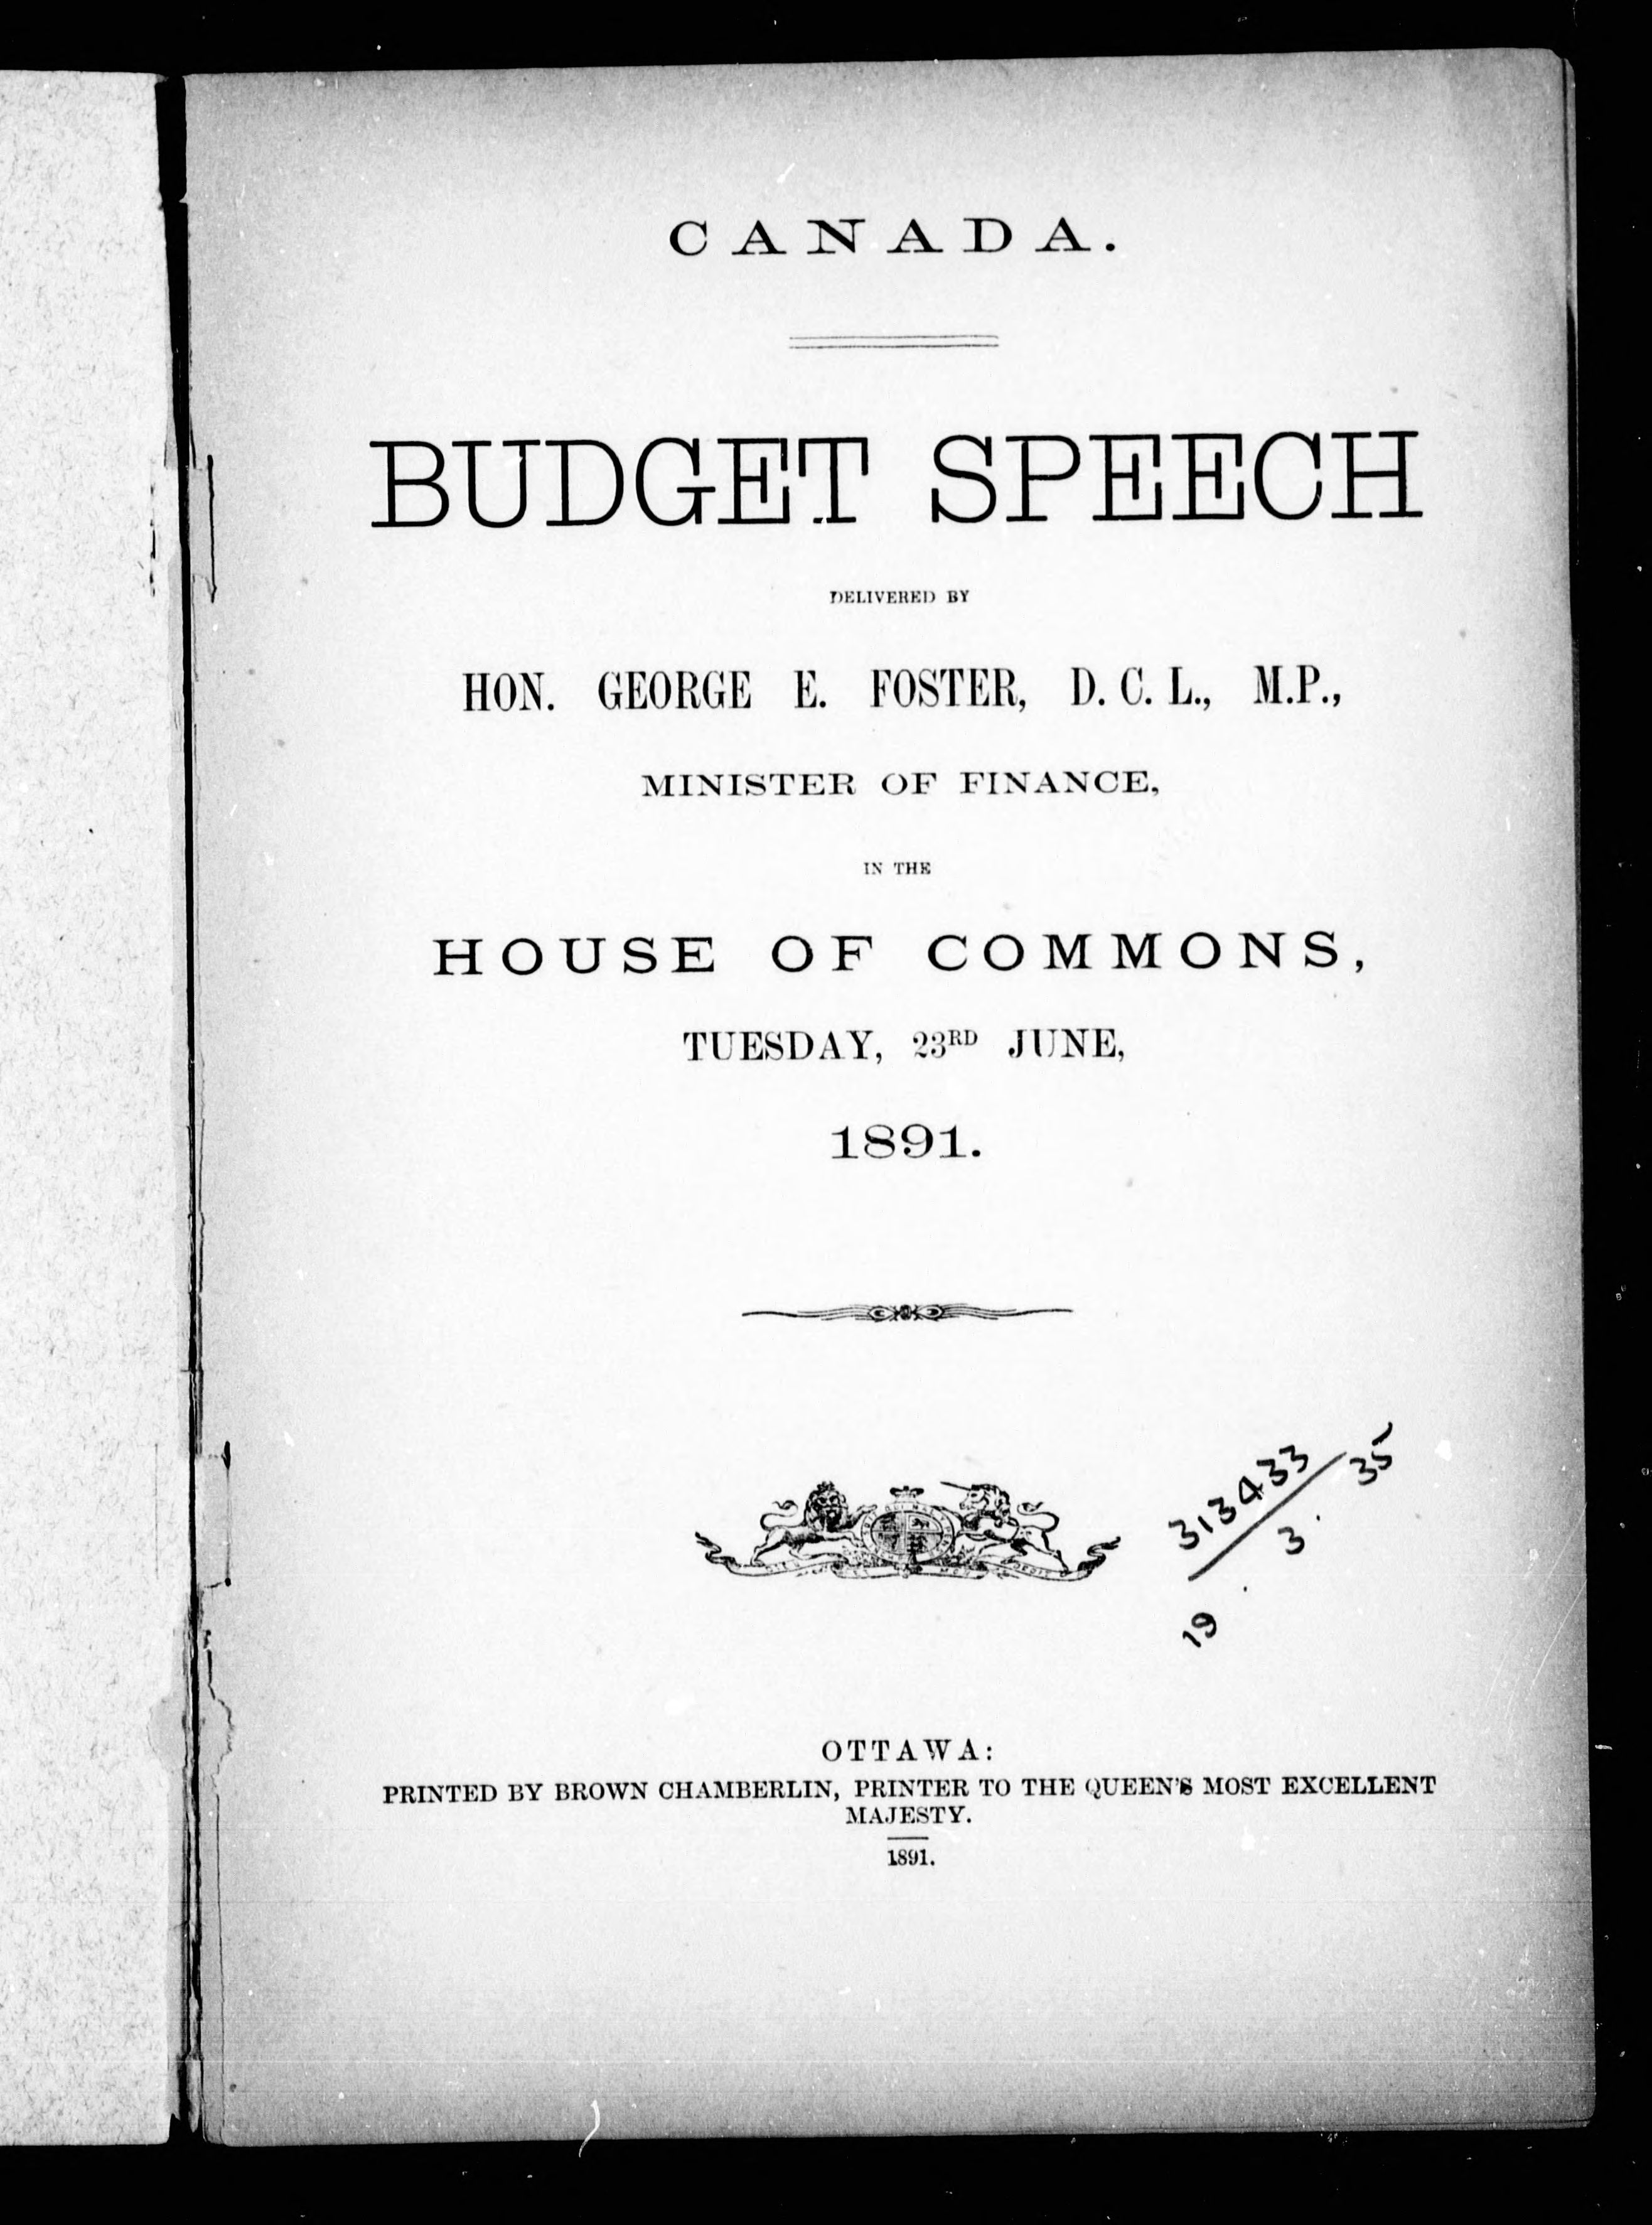 CANADA.
BUDGET SPEECH
DELIVERED BY
HON. GEORGE E. FOSTER, D. C. L., M.P.,
MINISTER OF FINANCE,
IN THE
HOUSE OF COMMONS,
TUESDAY, 23RD JUNE,
1891.
313433
35
3
19
OTTAWA:
PRINTED BY BROWN CHAMBERLIN, PRINTER TO THE QUEEN'S MOST EXCELLENT
MAJESTY.
1891.